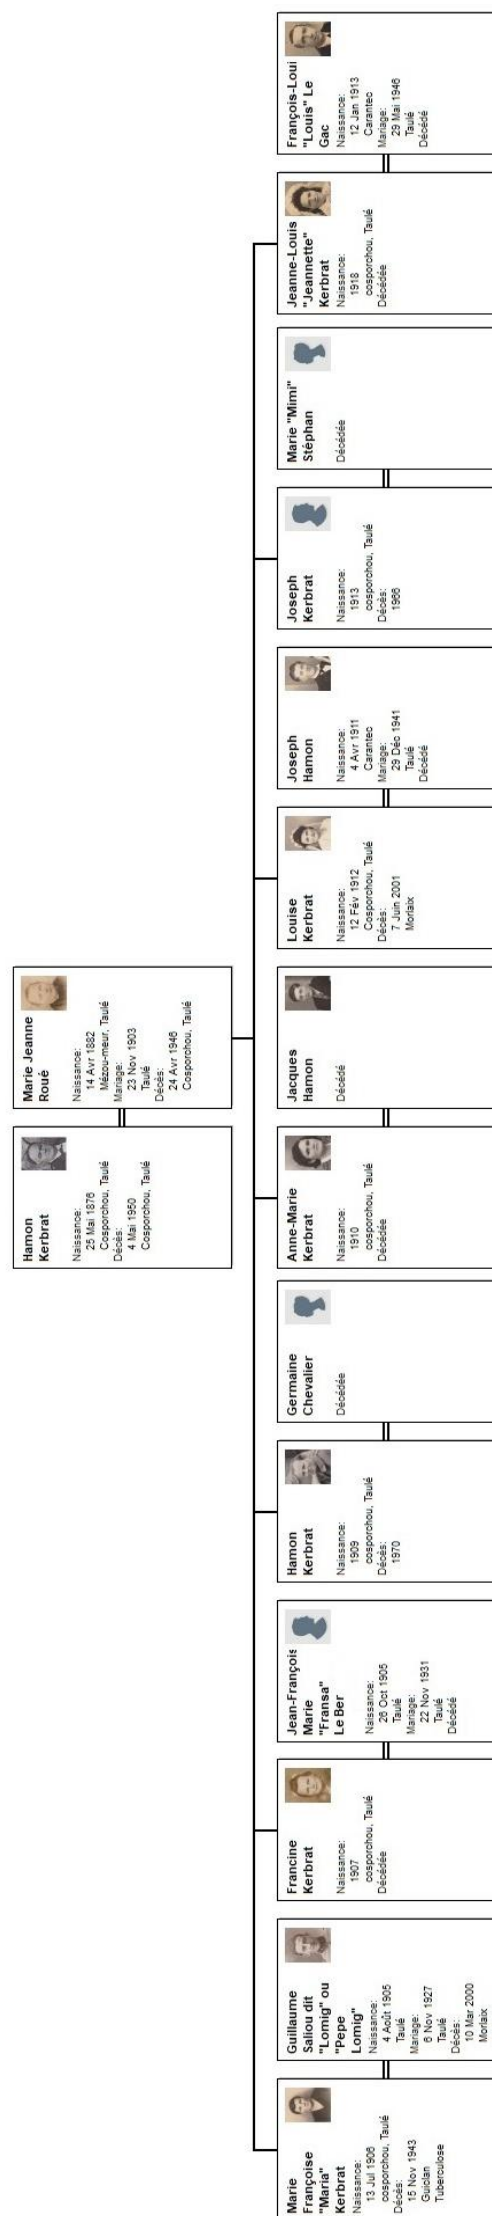 Hamon
Kerbrat
Naissance:
25 Mai 1876
Cosporchou, Taulé
Décès:
4 Mai 1950
Cosporchou, Taulé
Marie Jeanne
Roué
Naissance:
14 Avr 1882
Mézou-meur, Taulé
Mariage:
23 Nov 1903
Taulé
Décès:
24 Avr 1946
Cosporchou, Taulé
Marie
Françoise
"Maria"
Kerbrat
Naissance:
13 Jul 1906
cosporchou, Taulé
Décès:
15 Nov 1943
Guiclan
Tuberculose
Guillaume
Saliou dit
"Lomig" ou
"Pepe
Lomig"
Naissance:
4 Août 1905
Taulé
Mariage:
6 Nov 1927
Taulé
Décès:
10 Mar 2000
Morlaix
Francine
Kerbrat
Naissance:
1907
cosporchou, Taulé
Décédée
Jean-François
Marie
"Fransa"
Le Ber
Naissance:
26 Oct 1905
Taulé
Mariage:
22 Nov 1931
Taulé
Décédé
Hamon
Kerbrat
Naissance:
1909
cosporchou, Taulé
Décès:
1970
Germaine
Chevalier
Décédée
Anne-Marie
Kerbrat
Naissance:
1910
cosporchou, Taulé
Décédée
Jacques
Hamon
Décédé
Louise
Kerbrat
Naissance:
12 Fév 1912
Cosporchou, Taulé
Décès:
7 Juin 2001
Morlaix
Joseph
Hamon
Naissance:
4 Avr 1911
Carantec
Mariage:
29 Déc 1941
Taulé
Décédé
Joseph
Kerbrat
Naissance:
1913
cosporchou, Taulé
Décès:
1966
Marie "Mimi"
Stéphan
Décédée
Jeanne-Louis
"Jeannette"
Kerbrat
Naissance:
1918
cosporchou, Taulé
Décédée
François-Loui
"Louis" Le
Gac
Naissance:
12 Jan 1913
Carantec
Mariage:
29 Mai 1946
Taulé
Décédé